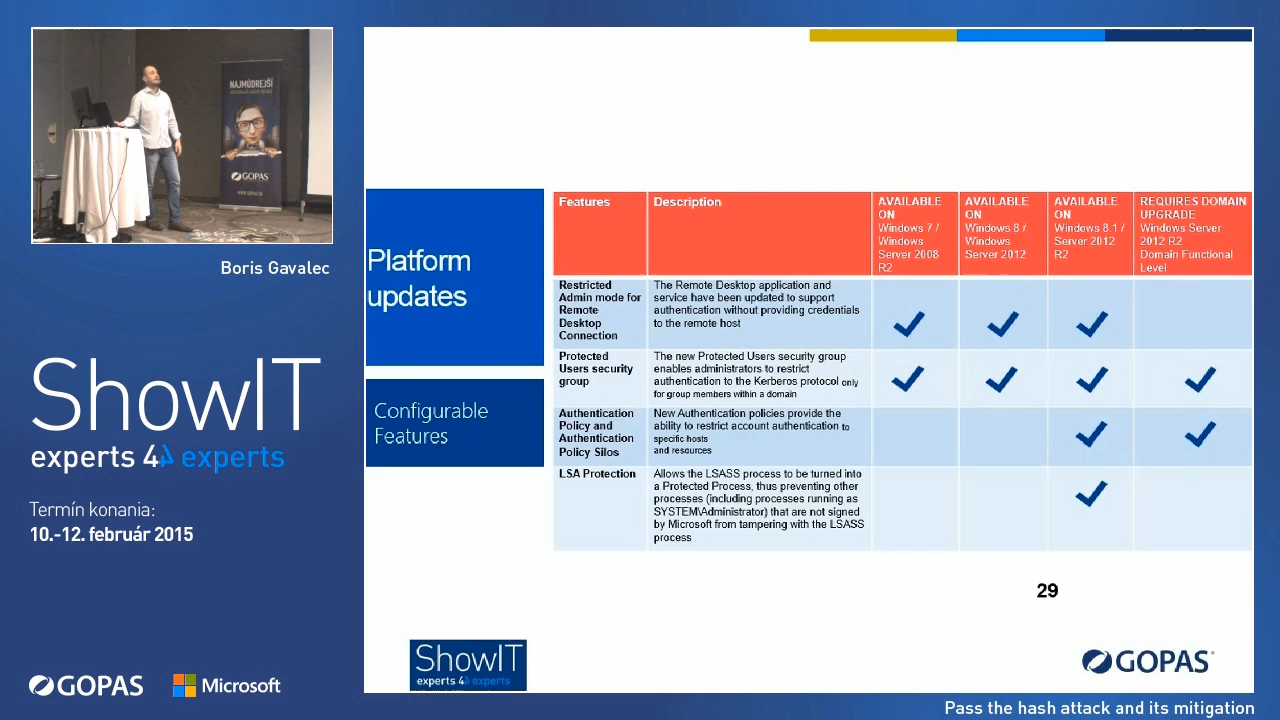 NAJMÚDREJŠÍ
GOPAS
Boris Gavalec
ShowIT
experts 44 experts
Termín konania:
10.-12. február 2015
GOPAS
Microsoft
Platform
updates
Configurable
Features
Features
Description
AVAILABLE
ON
Windows 7 /
Windows
Server 2008
R2
AVAILABLE
ON
Windows 8 /
Windows
Server 2012
AVAILABLE
ON
Windows 8.1 /
Server 2012
R2
REQUIRES DOMAIN
UPGRADE
Windows Server
2012 R2
Domain Functional
Level
Restricted
Admin mode for
Remote
Desktop
Connection
The Remote Desktop application and
service have been updated to support
authentication without providing credentials
to the remote host
Protected
Users security
group
The new Protected Users security group
enables administrators to restrict
authentication to the Kerberos protocol only
for group members within a domain
Authentication
Policy and
Authentication
Policy Silos
New Authentication policies provide the
ability to restrict account authentication to
specific hosts
and resources
LSA Protection
Allows the LSASS process to be turned into
a Protected Process, thus preventing other
processes (including processes running as
SYSTEM\Administrator) that are not signed
by Microsoft from tampering with the LSASS
process
29
ShowIT
experts 44 experts
GOPAS
Pass the hash attack and its mitigation